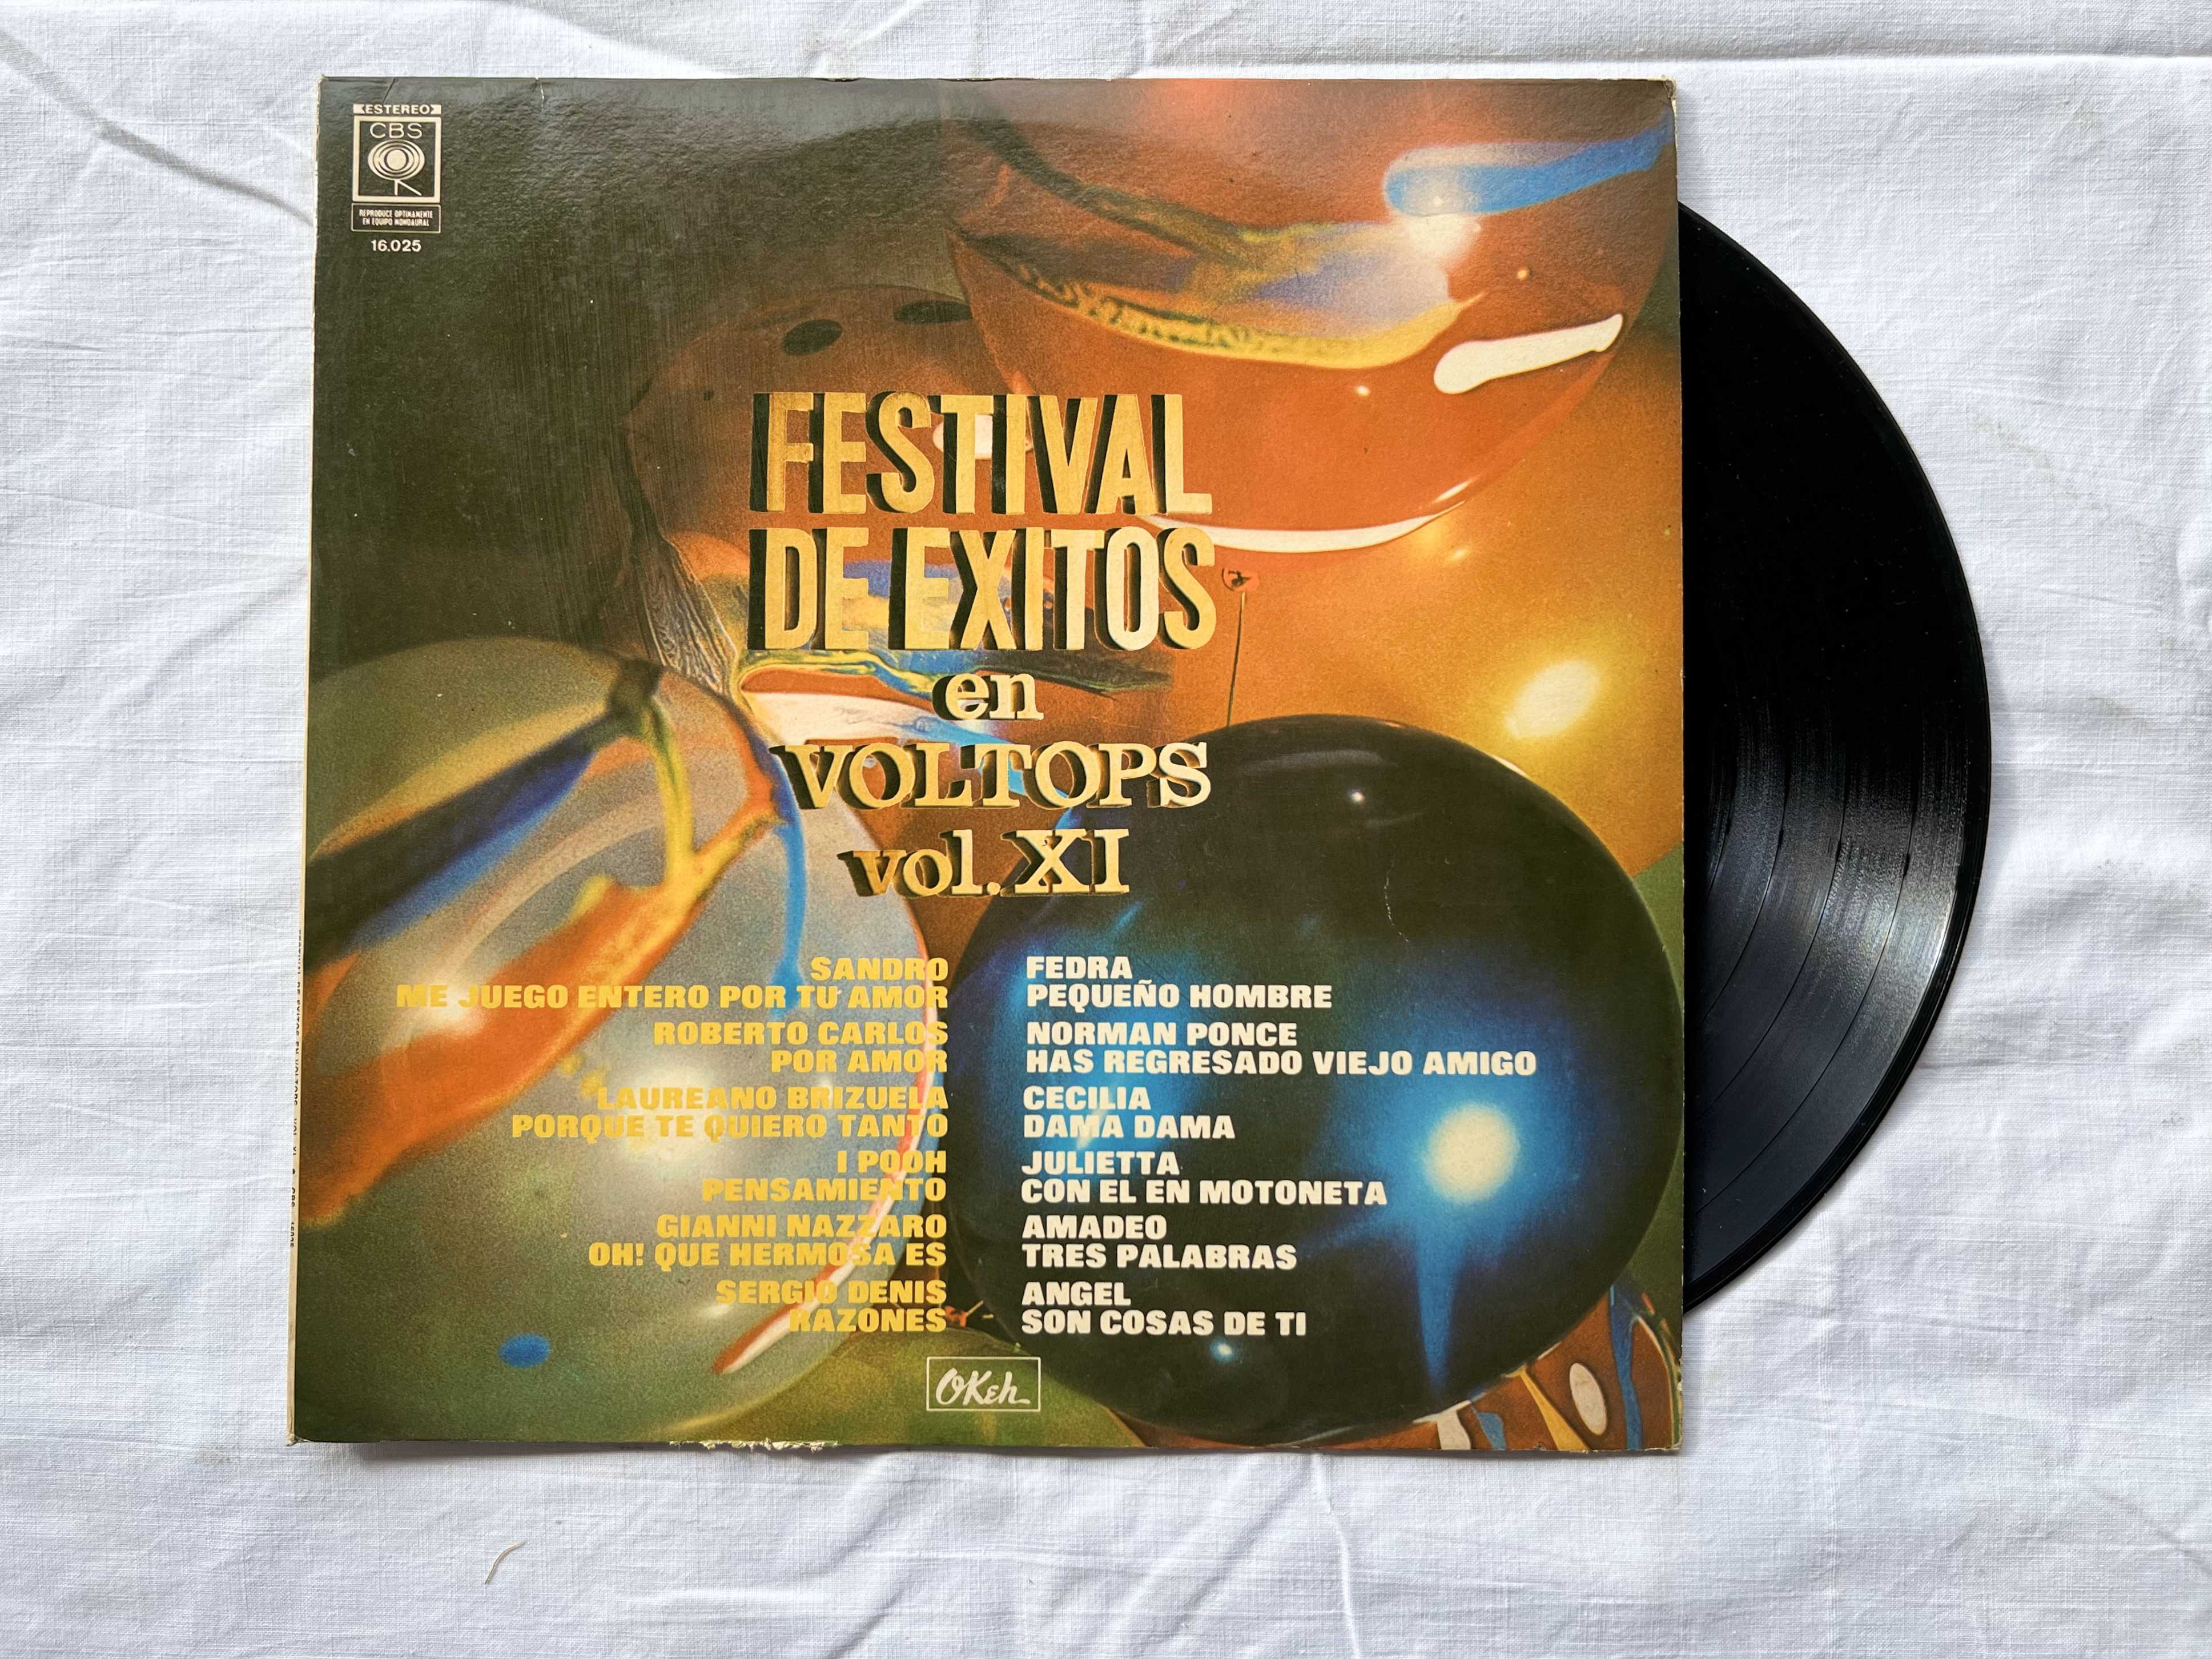 ESTEREO
CBS
REPRODUCE OPTIMAMENTE
EN EQUIPO MONOAURAL
16.025
FESTIVAL
DE EXITOS
en
VOLTOPS
vol. XI
SANDRO
ME JUEGO ENTERO POR TU AMOR
ROBERTO CARLOS
POR AMOR
LAUREANO BRIZUELA
PORQUE TE QUIERO TANTO
I POOH
PENSAMIENTO
GIANNI NAZZARO
OH! QUE HERMOSA ES
SERGIO DENIS
RAZONES
FEDRA
PEQUEÑO HOMBRE
NORMAN PONCE
HAS REGRESADO VIEJO AMIGO
CECILIA
DAMA DAMA
JULIETTA
CON EL EN MOTONETA
AMADEO
TRES PALABRAS
ANGEL
SON COSAS DE TI
OKeh